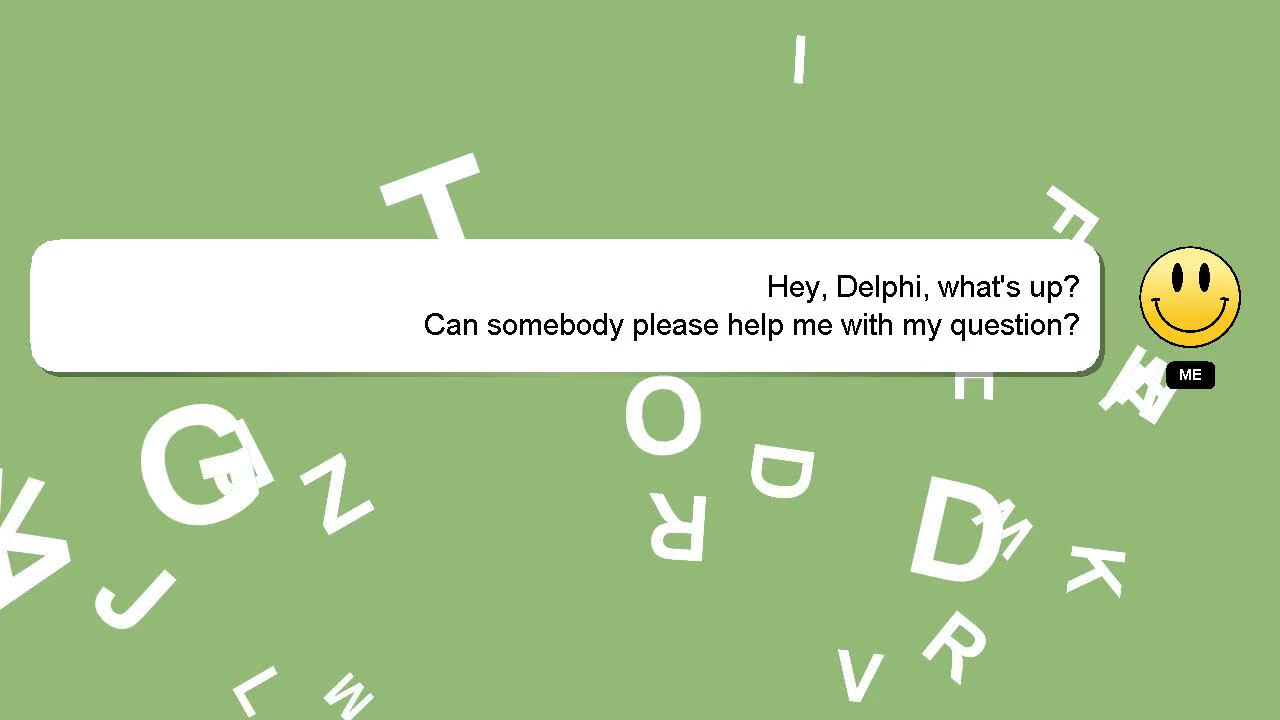 I
T
F
Hey, Delphi, what's up?
Can somebody please help me with my question?
ME
H
O
G
N
D
R
D
M
K
J
R
V
L
M